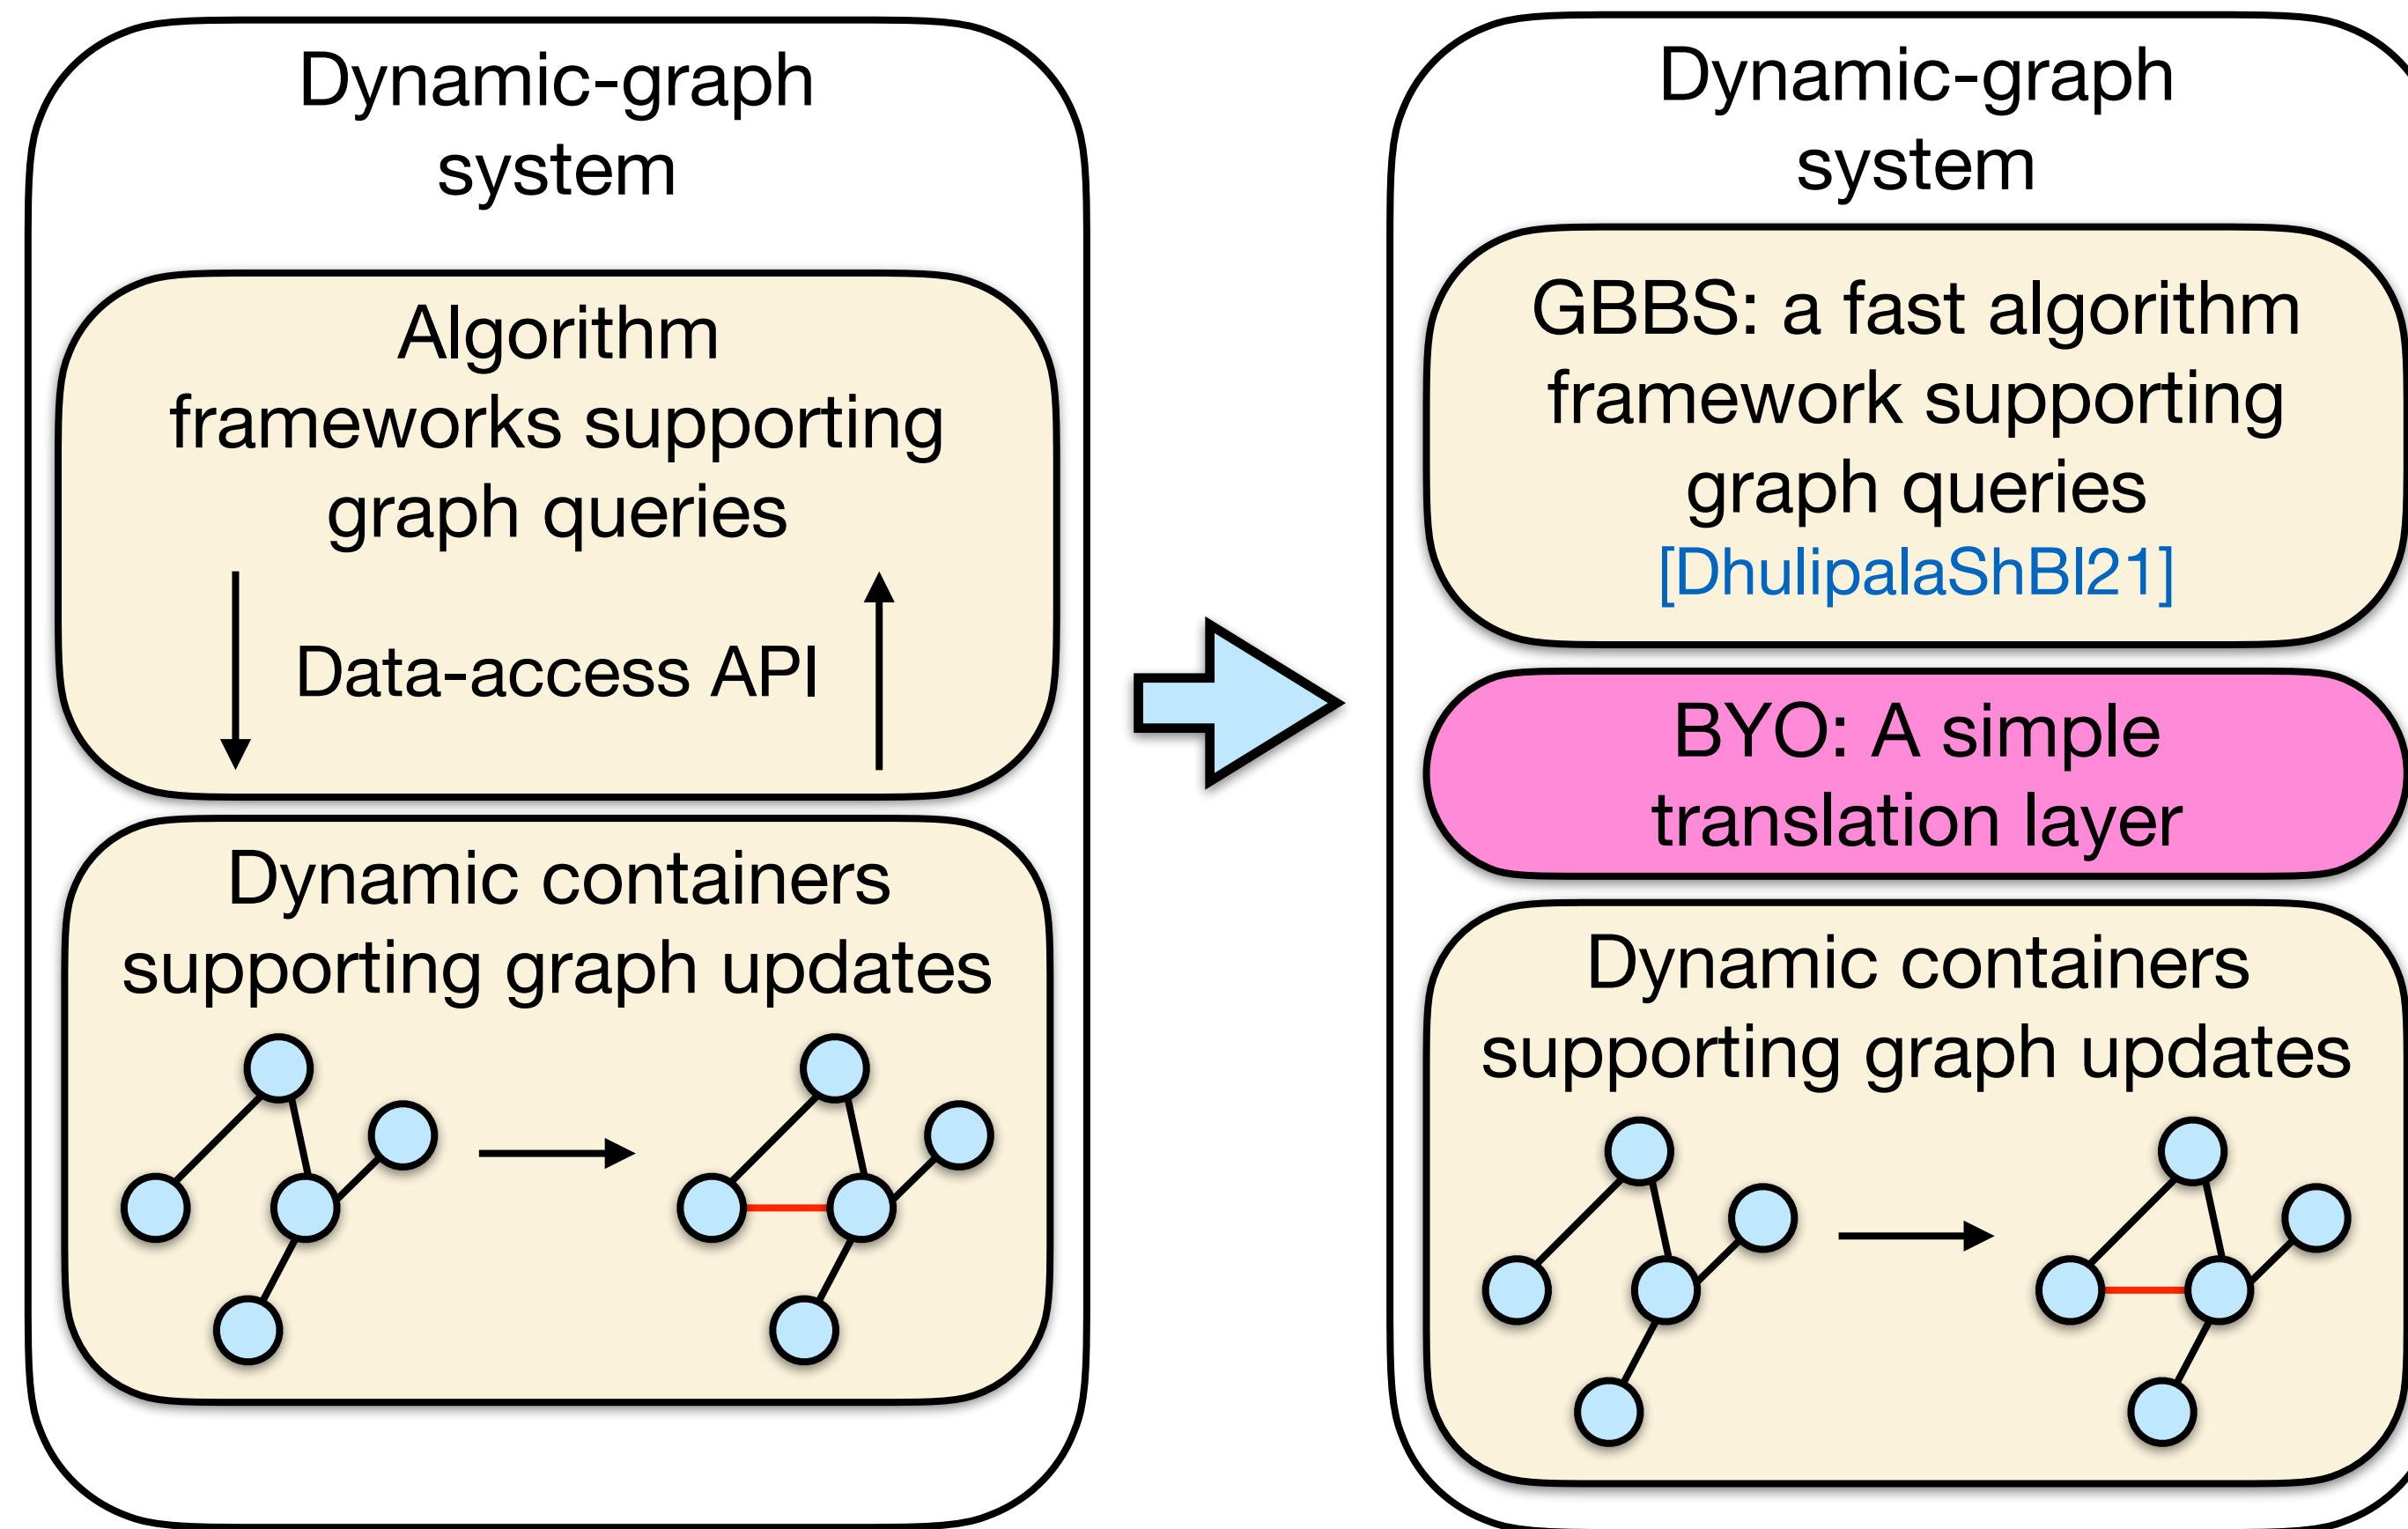 Dynamic-graph
system
Algorithm
frameworks supporting
graph queries
Data-access API
Dynamic containers
supporting graph updates
Dynamic-graph
system
GBBS: a fast algorithm
framework supporting
graph queries
[DhulipalaShBl21]
BYO: A simple
translation layer
Dynamic containers
supporting graph updates